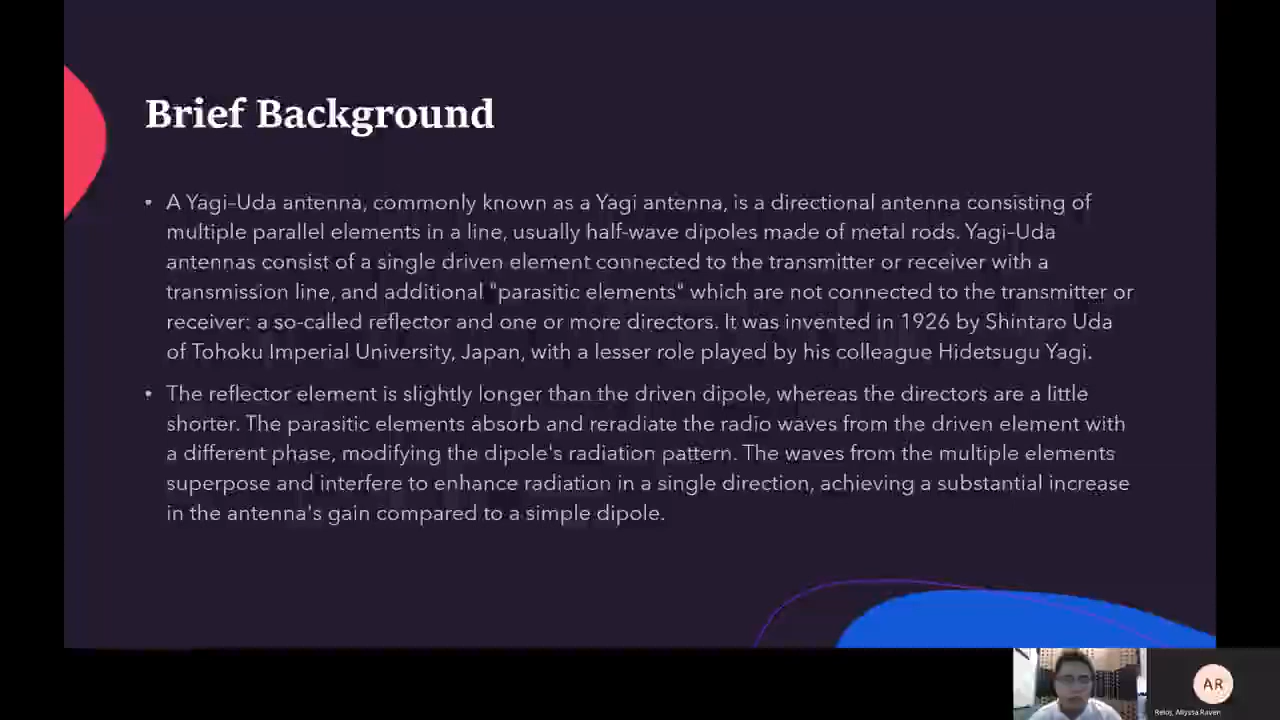 Brief Background
• A Yagi–Uda antenna, commonly known as a Yagi antenna, is a directional antenna consisting of
multiple parallel elements in a line, usually half-wave dipoles made of metal rods. Yagi–Uda
antennas consist of a single driven element connected to the transmitter or receiver with a
transmission line, and additional "parasitic elements" which are not connected to the transmitter or
receiver: a so-called reflector and one or more directors. It was invented in 1926 by Shintaro Uda
of Tohoku Imperial University, Japan, with a lesser role played by his colleague Hidetsugu Yagi.
• The reflector element is slightly longer than the driven dipole, whereas the directors are a little
shorter. The parasitic elements absorb and reradiate the radio waves from the driven element with
a different phase, modifying the dipole's radiation pattern. The waves from the multiple elements
superpose and interfere to enhance radiation in a single direction, achieving a substantial increase
in the antenna's gain compared to a simple dipole.
AR
Reloj, Allyssa Raven